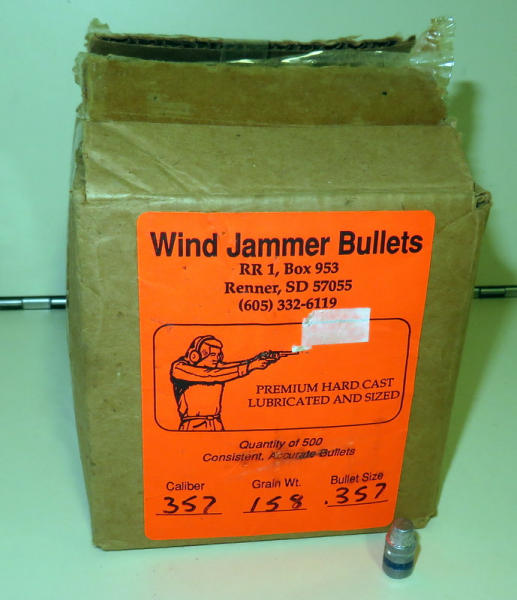 Wind Jammer Bullets
RR 1, Box 953
Renner, SD 57055
(605) 332-6119
PREMIUM HARD CAST
LUBRICATED AND SIZED
Quantity of 500
Consistent, Accurate Bullets
Caliber Grain Wt. Bullet Size
357 158 .357